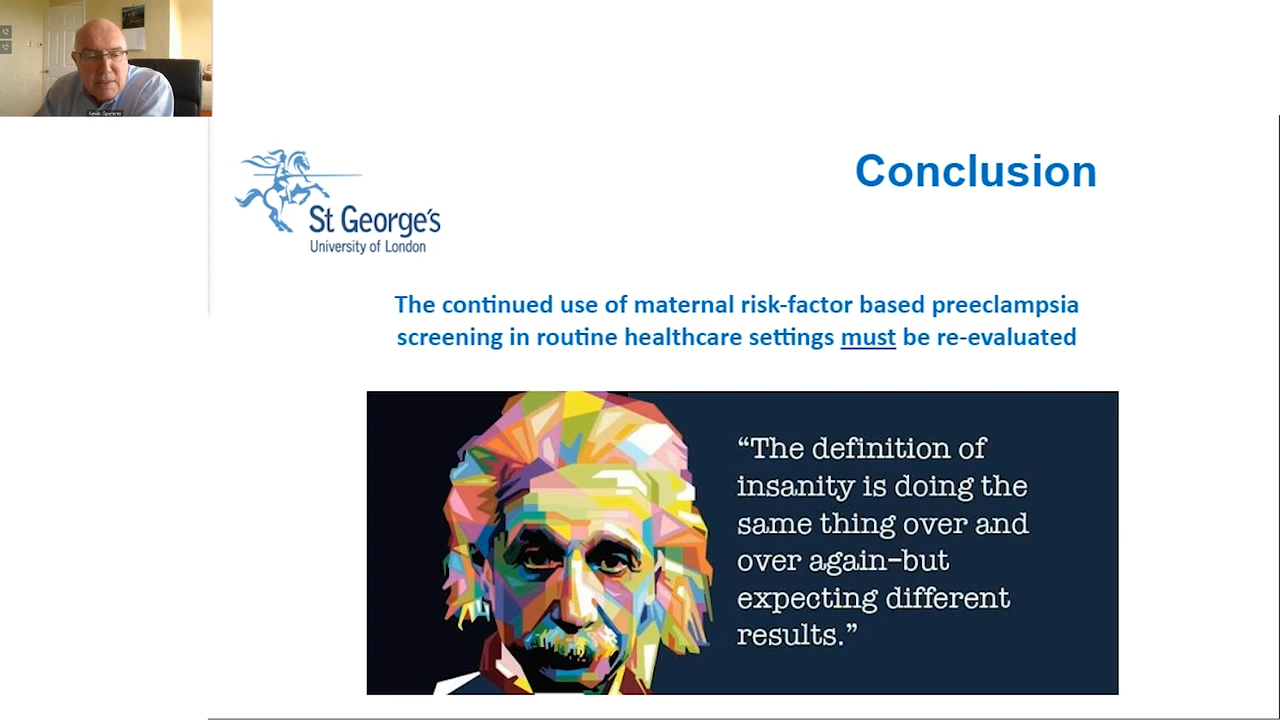 Kevin Spencer
St George's
University of London
Conclusion
The continued use of maternal risk-factor based preeclampsia
screening in routine healthcare settings must be re-evaluated
“The definition of
insanity is doing the
same thing over and
over again–but
expecting different
results.”